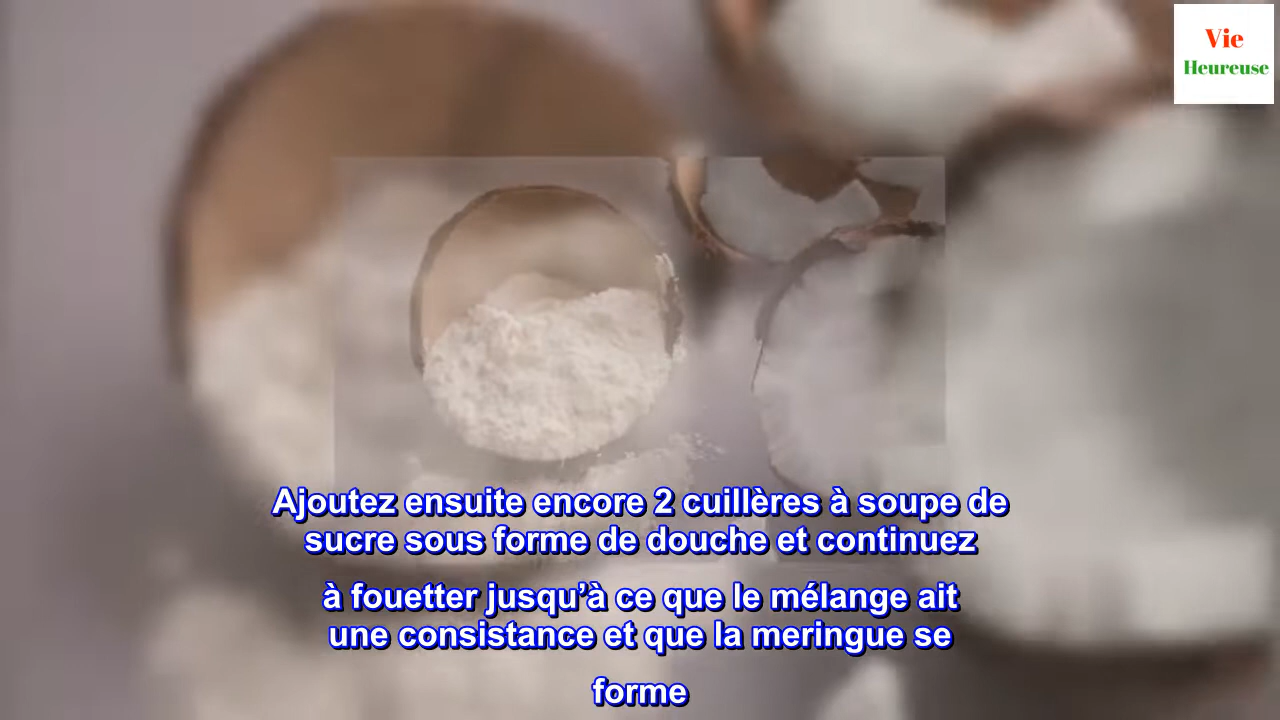 Vie
Heureuse
Ajoutez ensuite encore 2 cuillères à soupe de
sucre sous forme de douche et continuez
à fouetter jusqu’à ce que le mélange ait
une consistance et que la meringue se
forme